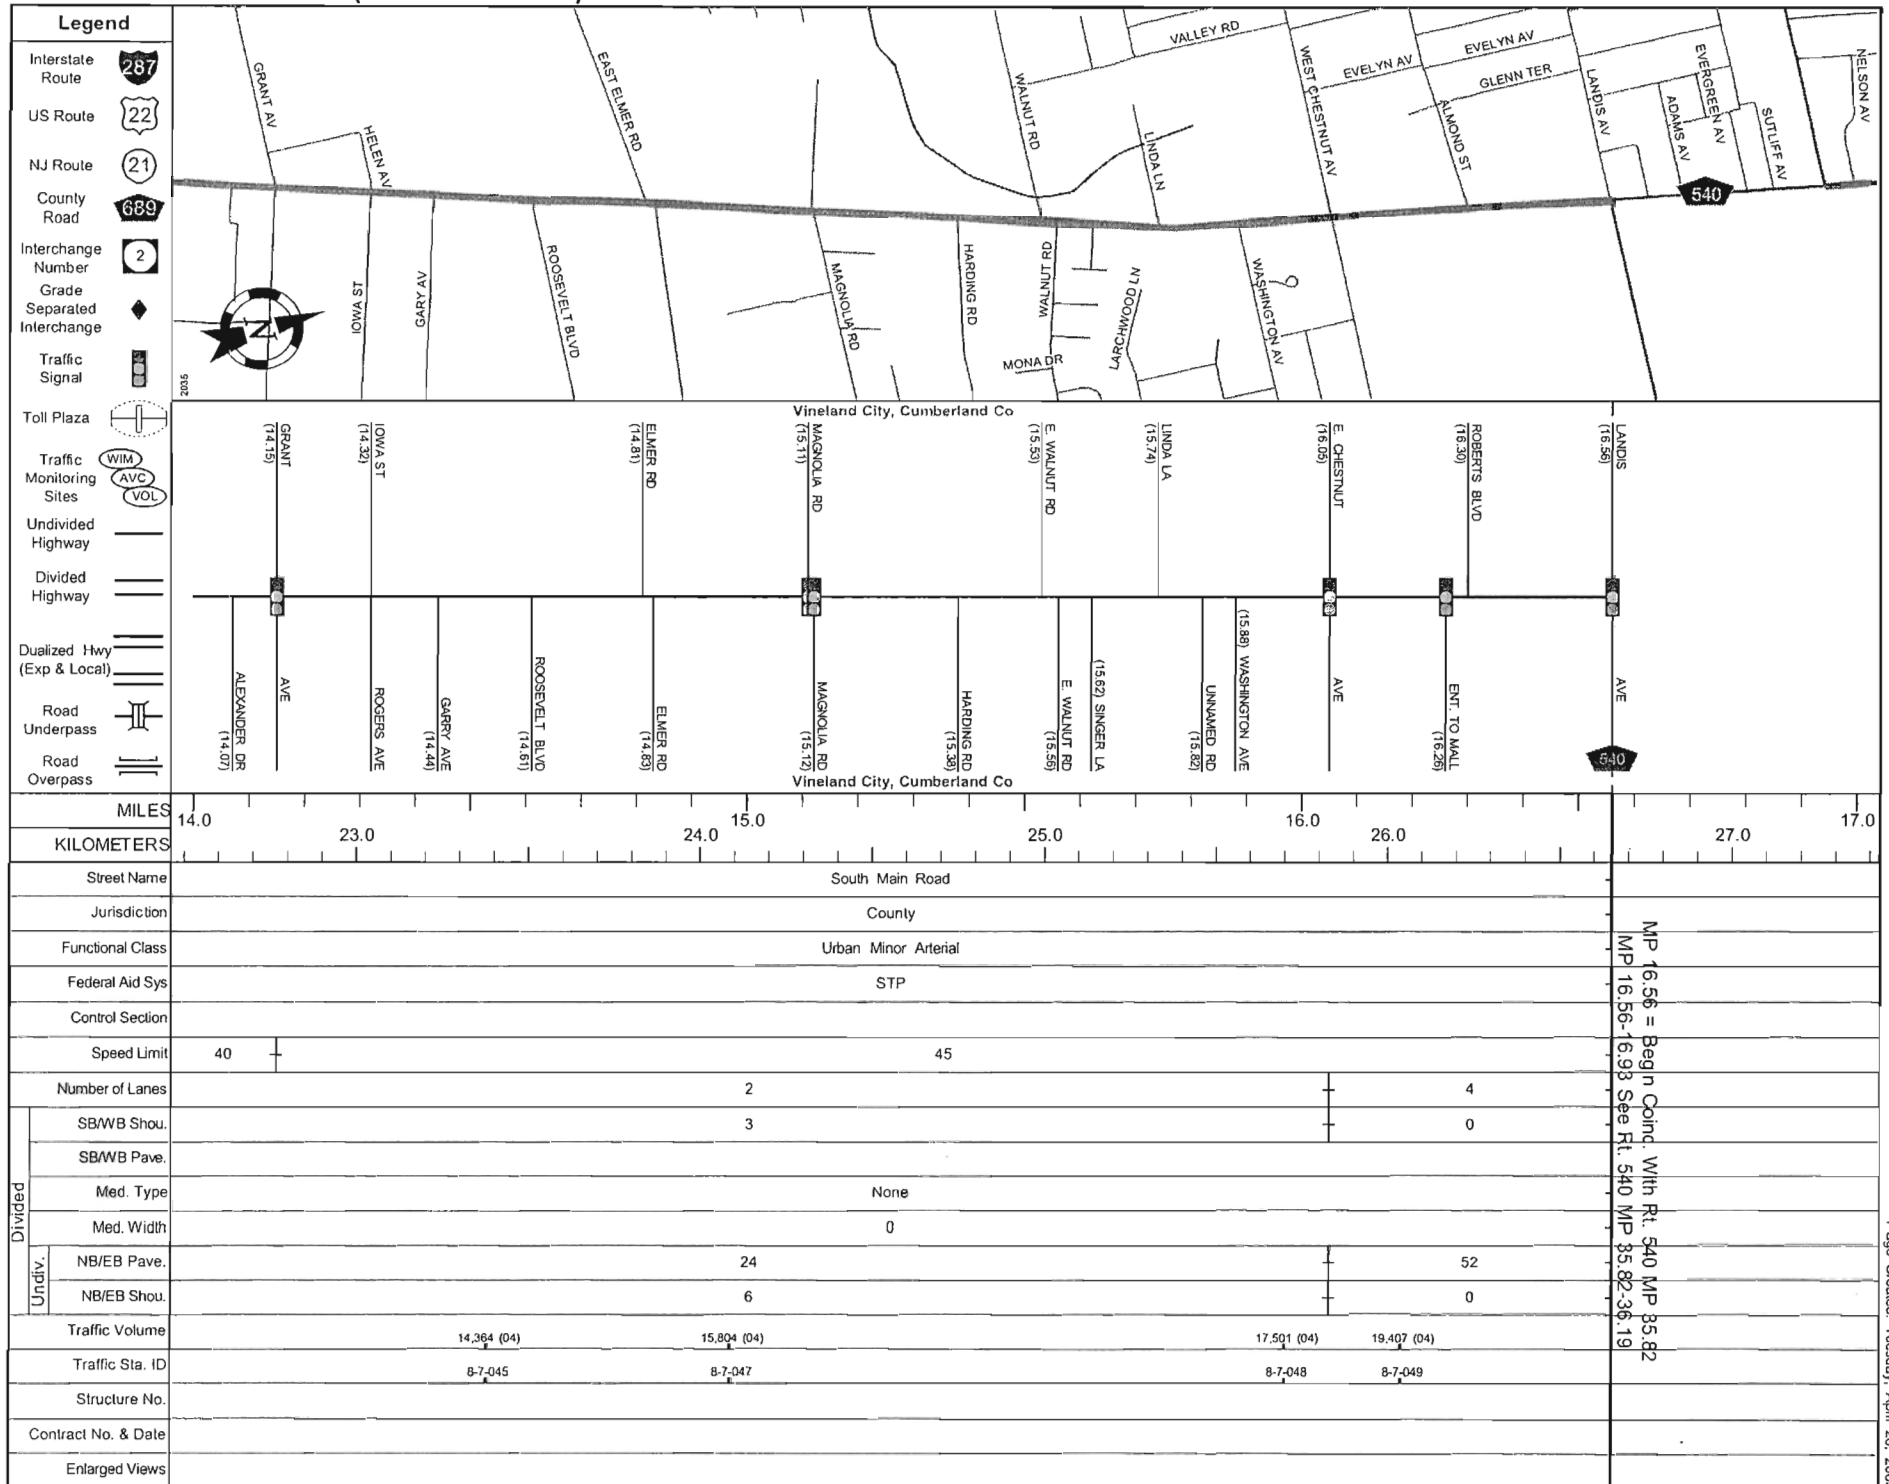 Legend
Interstate
Route
287
US Route
22
NJ Route
21
County
Road
689
Interchange
Number
2
Grade
Separated
Interchange
Traffic
Signal
Toll Plaza
Traffic
Monitoring
Sites
WIM
AVC
VOL
Undivided
Highway
Divided
Highway
Dualized Hwy
(Exp & Local)
Road
Underpass
Road
Overpass
GRANT AV
HELEN AV
EAST ELMER RD
WALNUT RD
VALLEY RD
LINDA LN
WEST CHESTNUT AV
EVELYN AV
EVELYN AV
GLENN TER
ALMOND ST
LANDIS AV
ADAMS AV
EVERGREEN AV
SUTLIFF AV
NELSON AV
540
IOWA ST
GARY AV
ROOSEVELT BLVD
MAGNOLIA RD
HARDING RD
WALNUT RD
MONA DR
LARCHWOOD LN
WASHINGTON AV
N
2035
Vineland City, Cumberland Co
GRANT
(14.15)
IOWA ST
(14.32)
ELMER RD
(14.81)
MAGNOLIA RD
(15.11)
E. WALNUT RD
(15.53)
LINDA LA
(15.74)
E. CHESTNUT
(16.05)
ROBERTS BLVD
(16.30)
LANDIS
(16.56)
ALEXANDER DR
(14.07)
AVE
ROGERS AVE
GARRY AVE
(14.44)
ROOSEVELT BLVD
(14.61)
ELMER RD
(14.83)
MAGNOLIA RD
(15.12)
HARDING RD
(15.38)
E. WALNUT RD
(15.56)
(15.62) SINGER LA
UNNAMED RD
(15.82)
(15.88) WASHINGTON AVE
AVE
ENT. TO MALL
(16.26)
AVE
540
Vineland City, Cumberland Co
MILES
14.0 15.0 16.0 17.0
KILOMETERS
23.0 24.0 25.0 26.0 27.0
Street Name South Main Road
Jurisdiction County
Functional Class Urban Minor Arterial
Federal Aid Sys STP
Control Section
Speed Limit 40 45
Number of Lanes 2 4
SB/WB Shou. 3 0
SB/WB Pave.
Med. Type None
Med. Width 0
NB/EB Pave. 24 52
NB/EB Shou. 6 0
Divided
Undiv.
Traffic Volume 14,364 (04) 15,804 (04) 17,501 (04) 19,407 (04)
Traffic Sta. ID 8-7-045 8-7-047 8-7-048 8-7-049
Structure No.
Contract No. & Date
Enlarged Views
MP 16.56 = Begin Coinc. With Rt. 540 MP 35.82
MP 16.56-16.93 See Rt. 540 MP 35.82-36.19